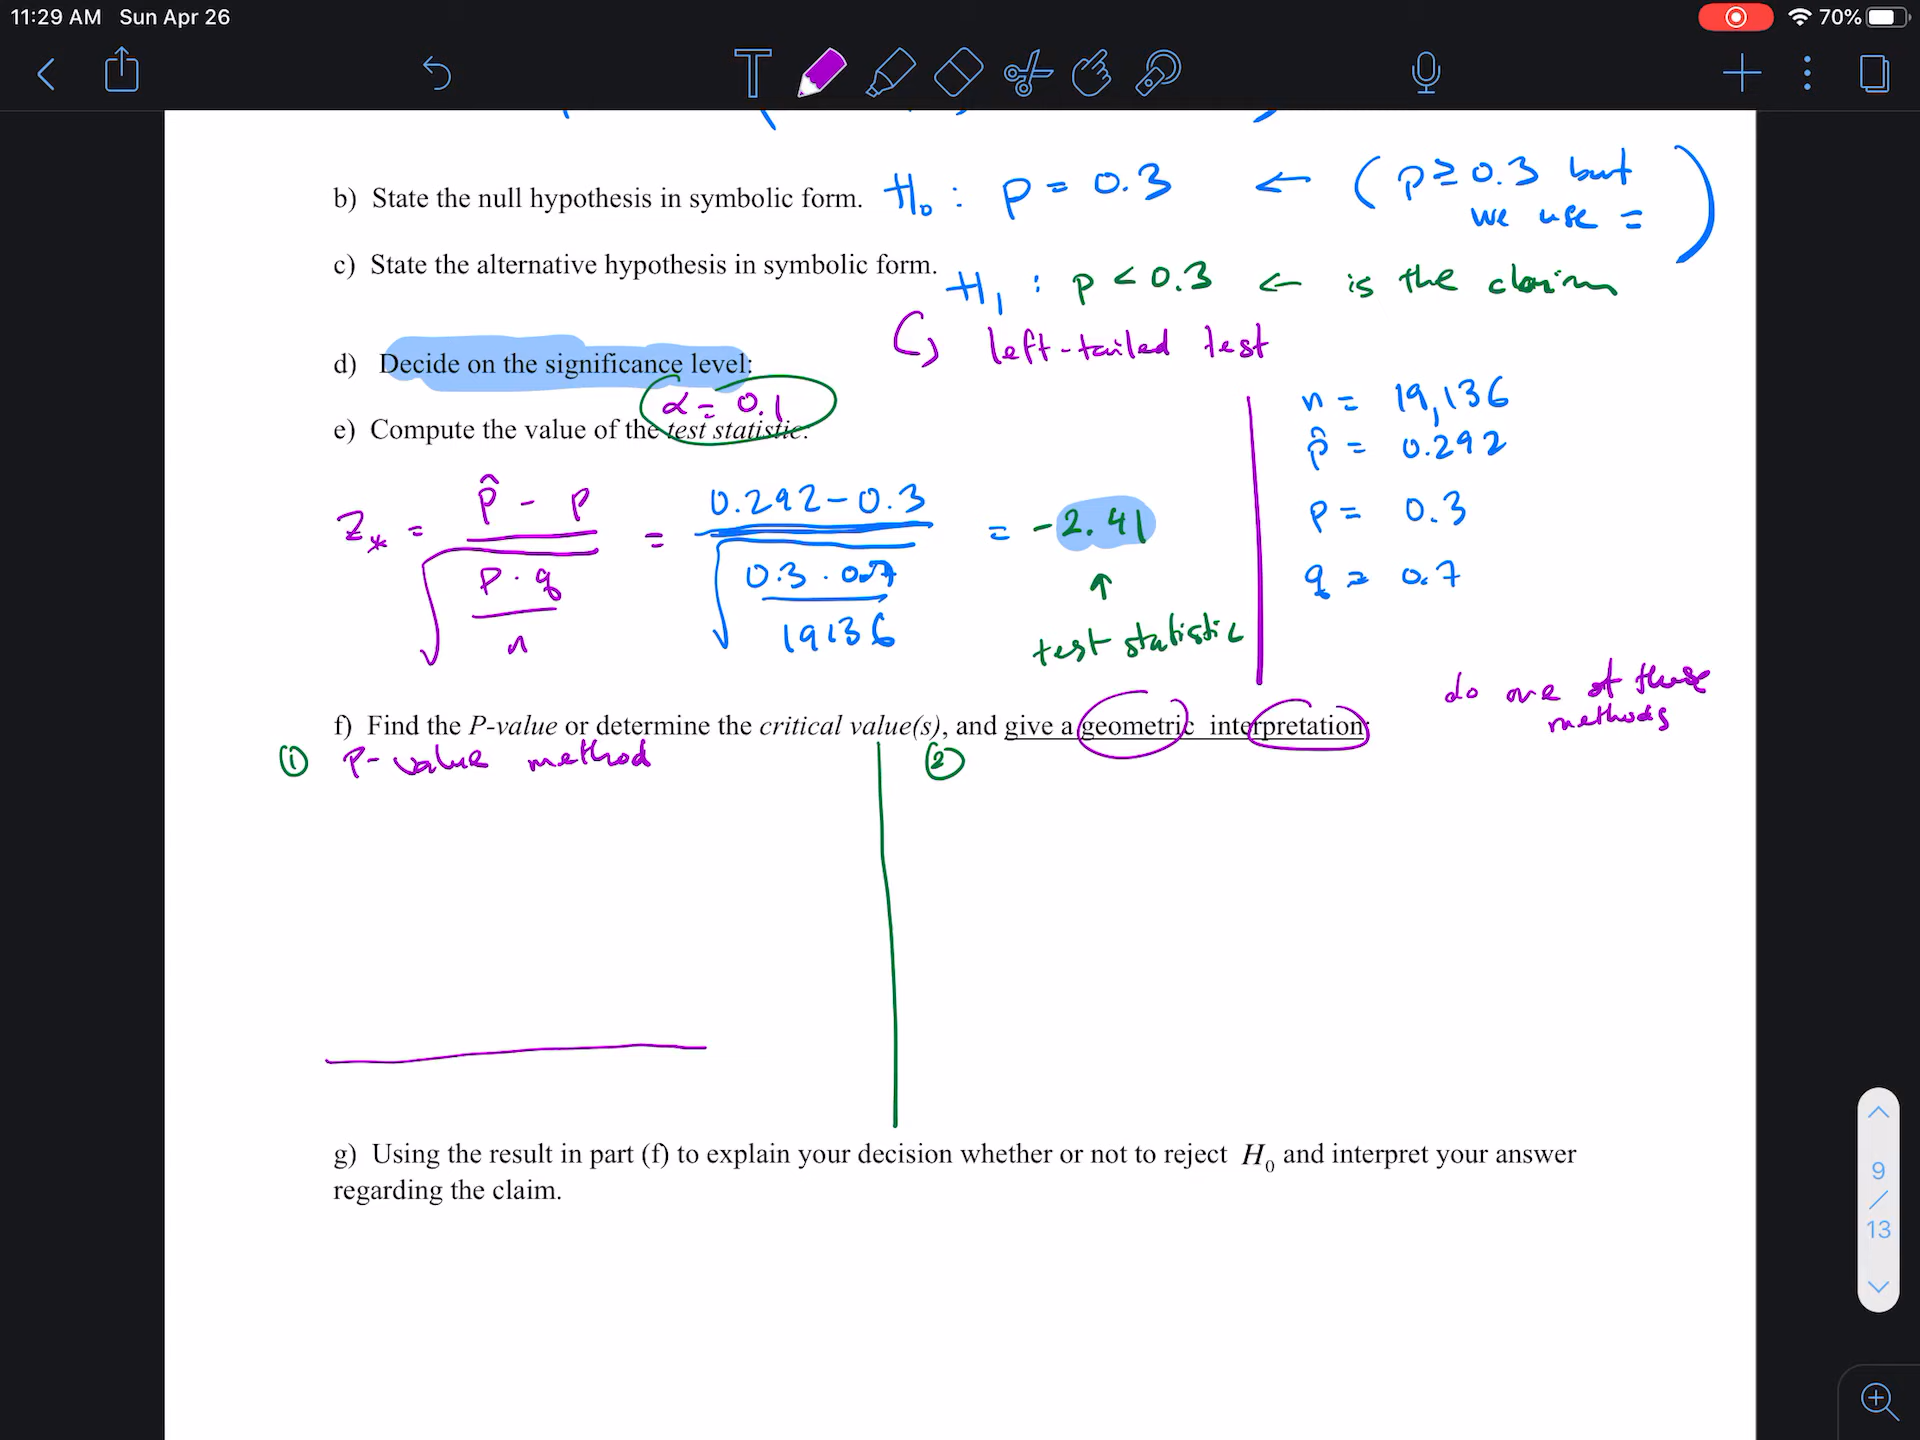 11:29 AM Sun Apr 26
70%
b) State the null hypothesis in symbolic form. H₀ : p = 0.3 ← ( p ≥ 0.3 but
we use = )
c) State the alternative hypothesis in symbolic form.
H₁ : p < 0.3 ← is the claim
left-tailed test
d) Decide on the significance level:
α = 0.1
e) Compute the value of the test statistic.
n = 19,136
p̂ = 0.292
p = 0.3
q = 0.7
Z* = (p̂ - p) / √(p · q / n) = (0.292 - 0.3) / √(0.3 · 0.7 / 19136) = -2.41
↑
test statistic
do one of these
methods
f) Find the P-value or determine the critical value(s), and give a geometric interpretation:
① P-value method
②
g) Using the result in part (f) to explain your decision whether or not to reject H₀ and interpret your answer
regarding the claim.
9
/
13